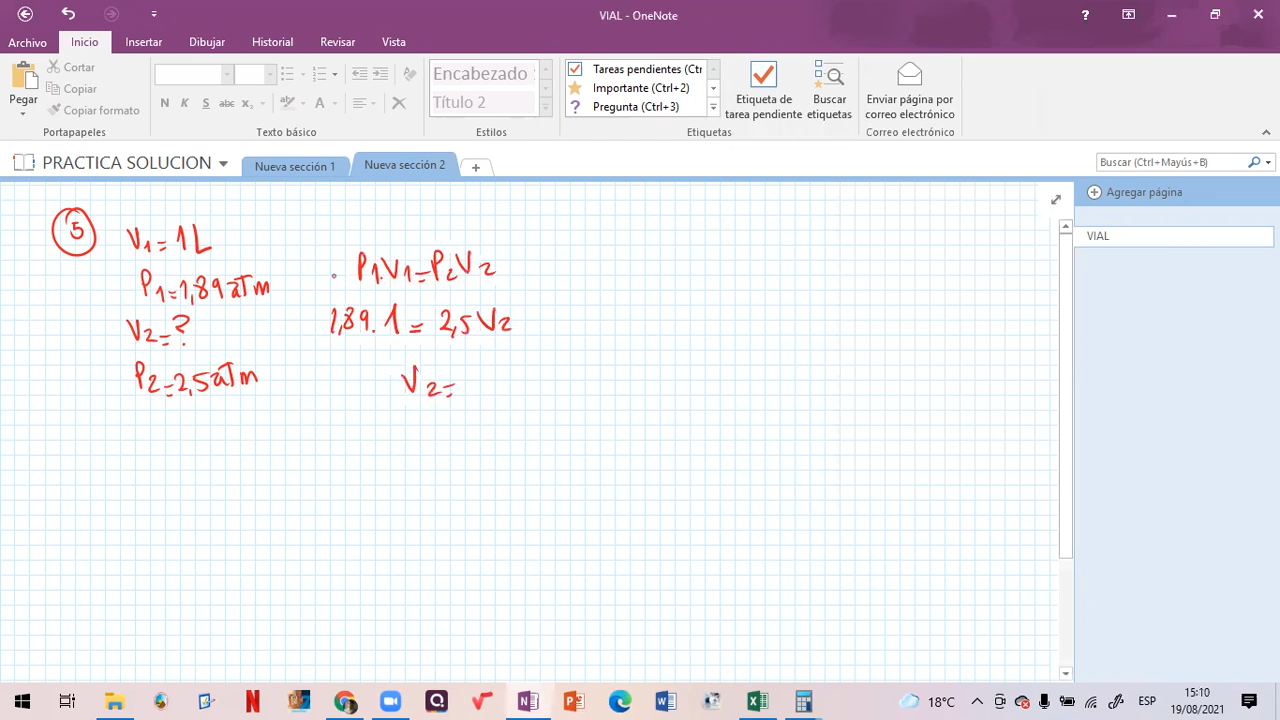 VIAL - OneNote
Archivo Inicio Insertar Dibujar Historial Revisar Vista
Pegar
Cortar
Copiar
Copiar formato
Portapapeles
N K S abc x₂ A
Texto básico
Encabezado
Título 2
Estilos
Tareas pendientes (Ctr
Importante (Ctrl+2)
Pregunta (Ctrl+3)
Etiqueta de tarea pendiente
Buscar etiquetas
Etiquetas
Enviar página por correo electrónico
Correo electrónico
PRACTICA SOLUCION
Nueva sección 1
Nueva sección 2
Buscar (Ctrl+Mayús+B)
Agregar página
VIAL
5
V1=1L
P1=1,89aTm
V2=?
P2=2,5aTm
P1.V1=P2V2
1,89.1=2,5V2
V2=
18°C
ESP
15:10
19/08/2021